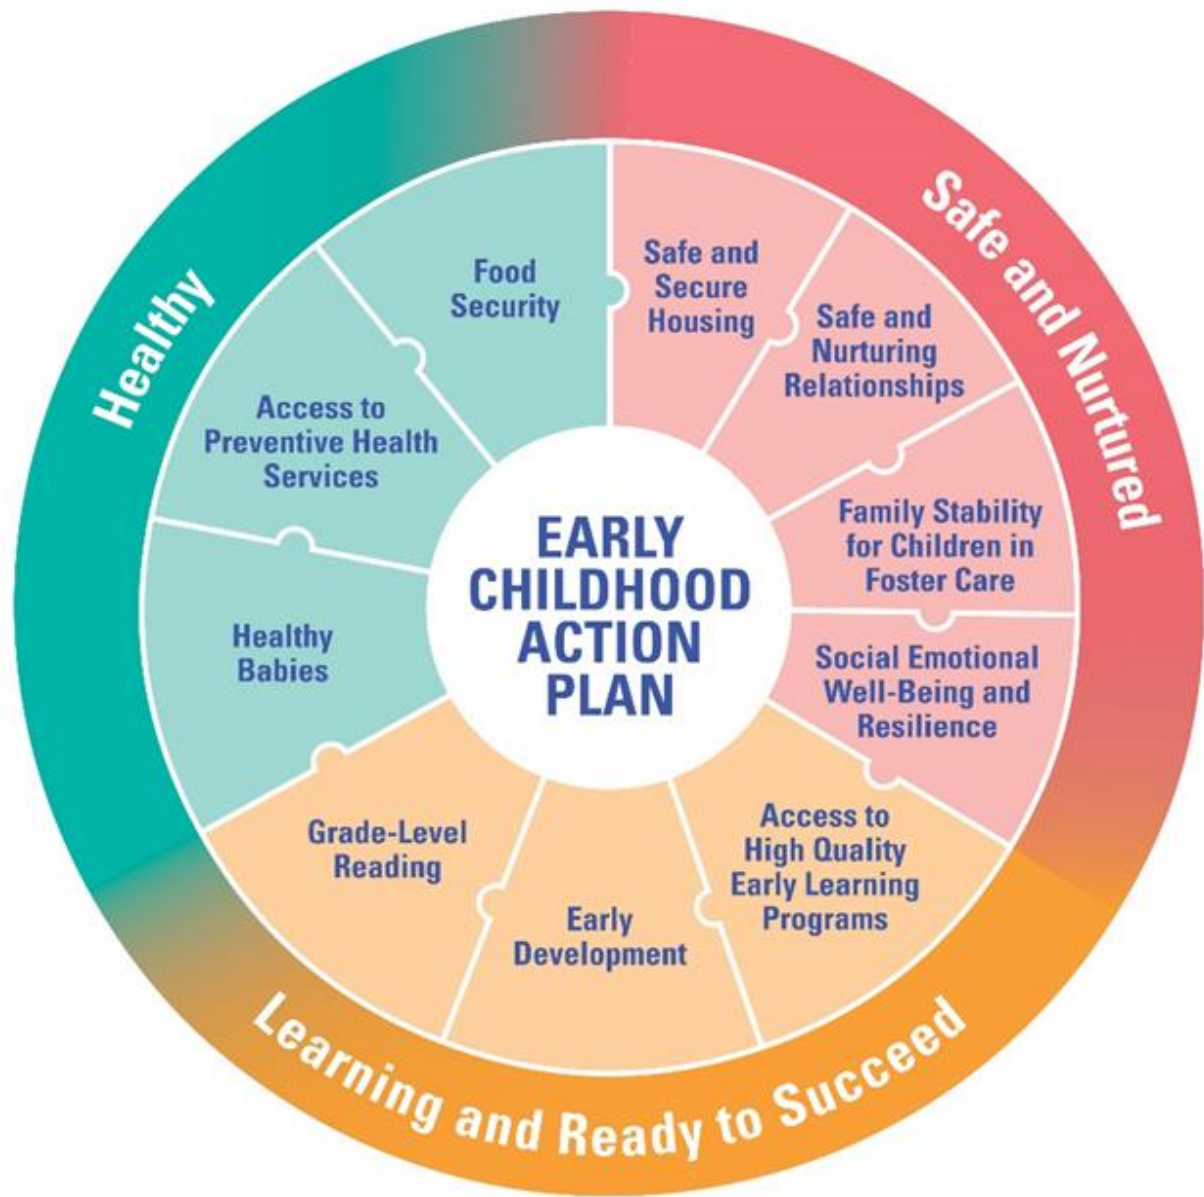 EARLY
CHILDHOOD
ACTION
PLAN
Healthy
Food
Security
Access to
Preventive Health
Services
Healthy
Babies
Safe and Nurtured
Safe and
Secure
Housing
Safe and
Nurturing
Relationships
Family Stability
for Children in
Foster Care
Social Emotional
Well-Being and
Resilience
Learning and Ready to Succeed
Access to
High Quality
Early Learning
Programs
Early
Development
Grade-Level
Reading